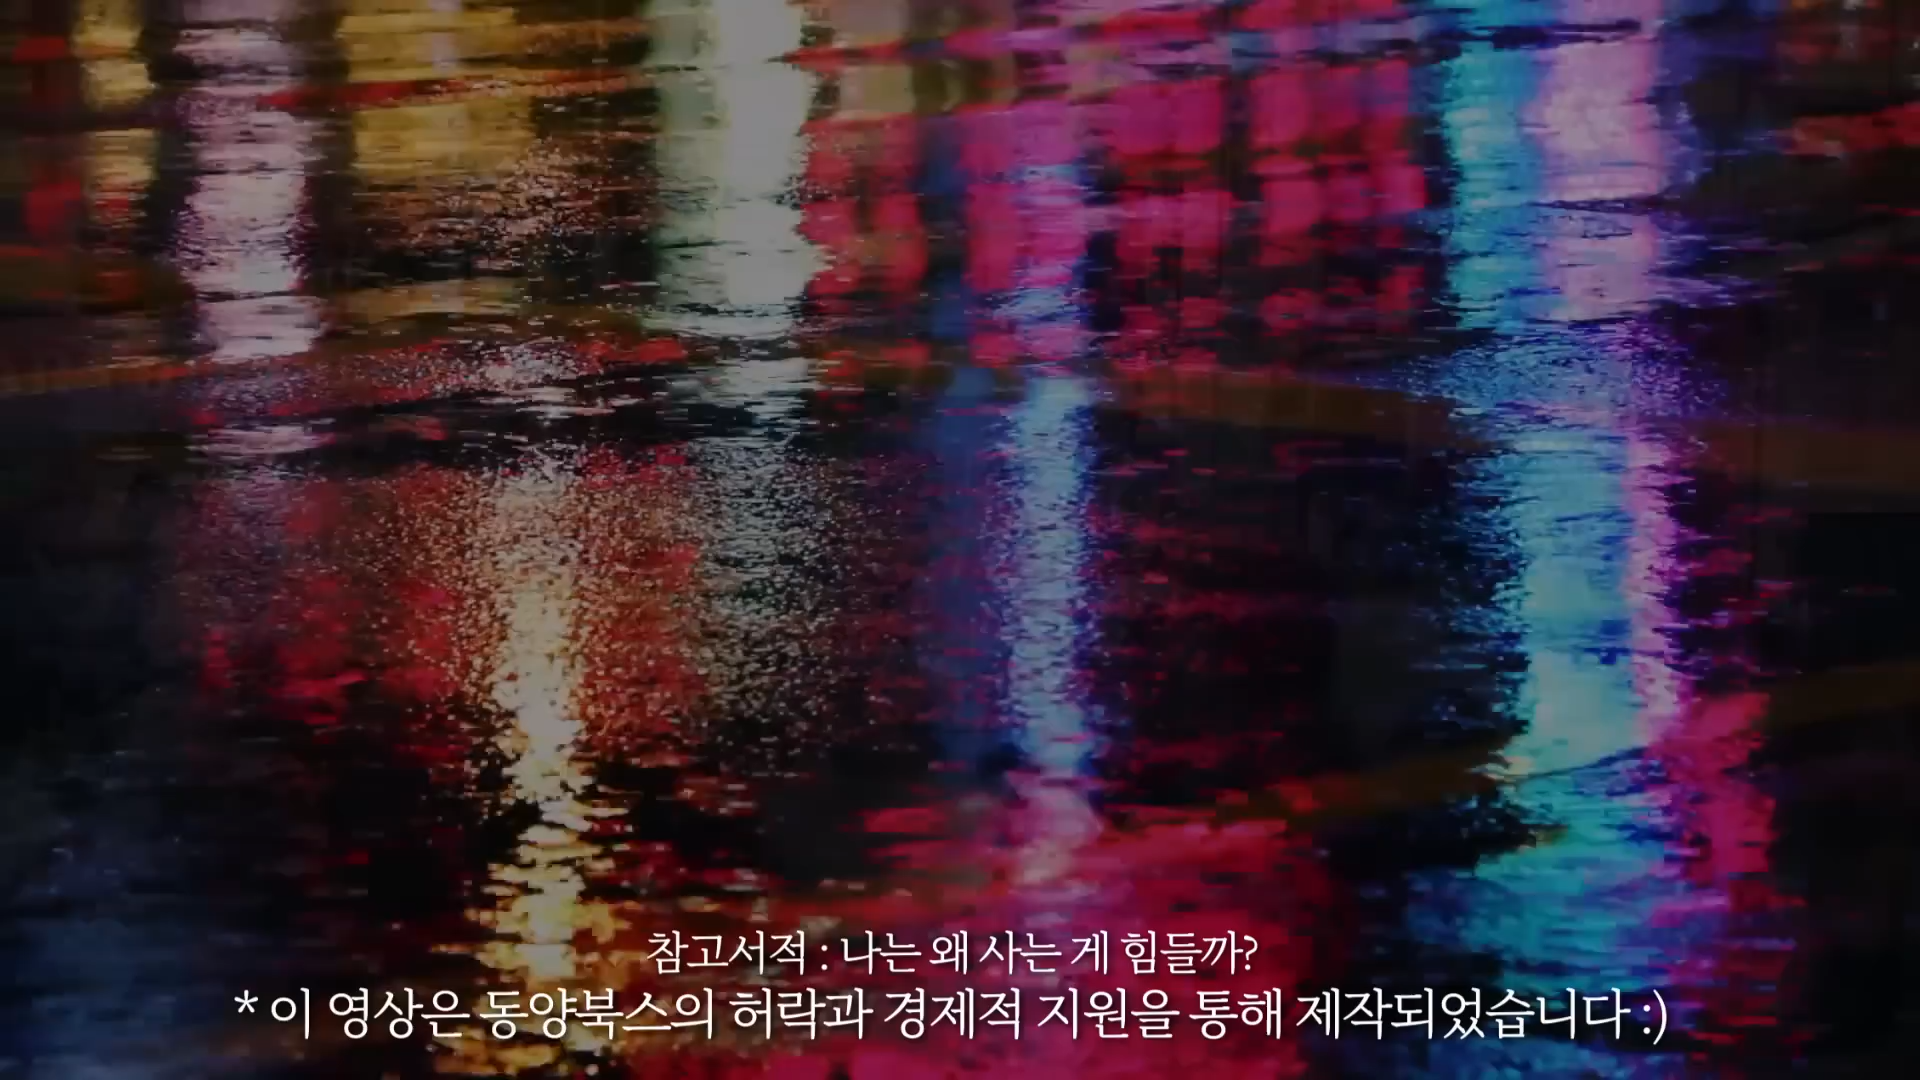 참고서적 : 나는 왜 사는 게 힘들까?
* 이 영상은 동양북스의 허락과 경제적 지원을 통해 제작되었습니다 :)